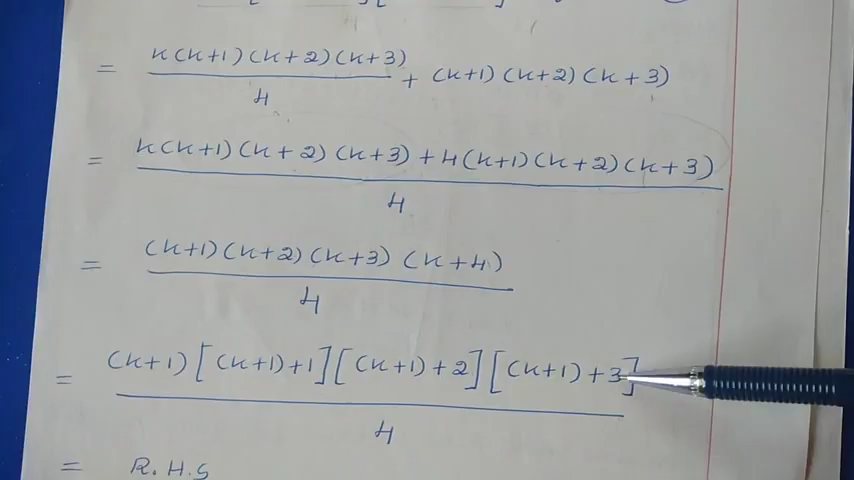 = k(k+1)(k+2)(k+3)/4 + (k+1)(k+2)(k+3)
= k(k+1)(k+2)(k+3)+4(k+1)(k+2)(k+3)/4
= (k+1)(k+2)(k+3)(k+4)/4
= (k+1)[(k+1)+1][(k+1)+2][(k+1)+3]/4
= R.H.S